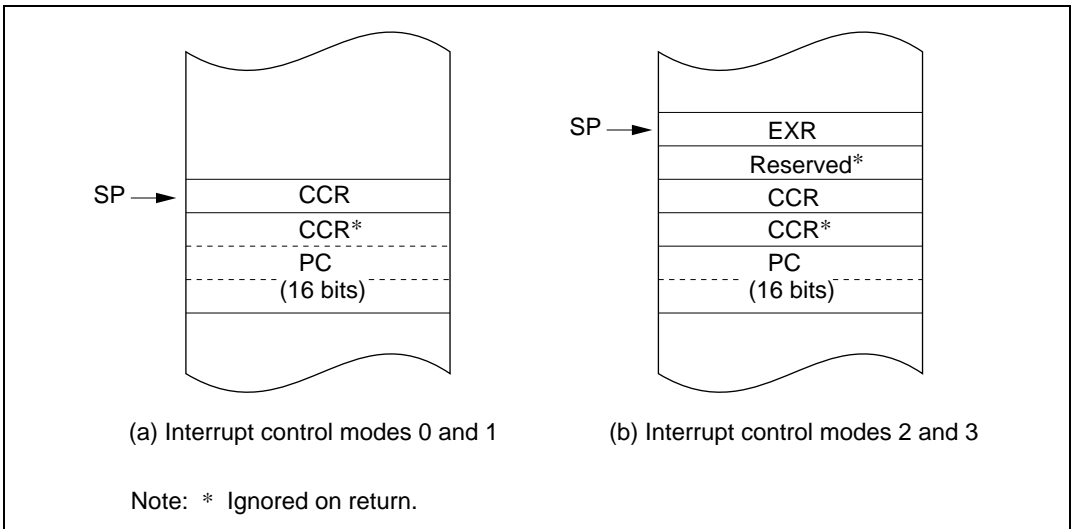 SP
CCR
CCR*
PC
(16 bits)
(a) Interrupt control modes 0 and 1
SP
EXR
Reserved*
CCR
CCR*
PC
(16 bits)
(b) Interrupt control modes 2 and 3
Note: * Ignored on return.